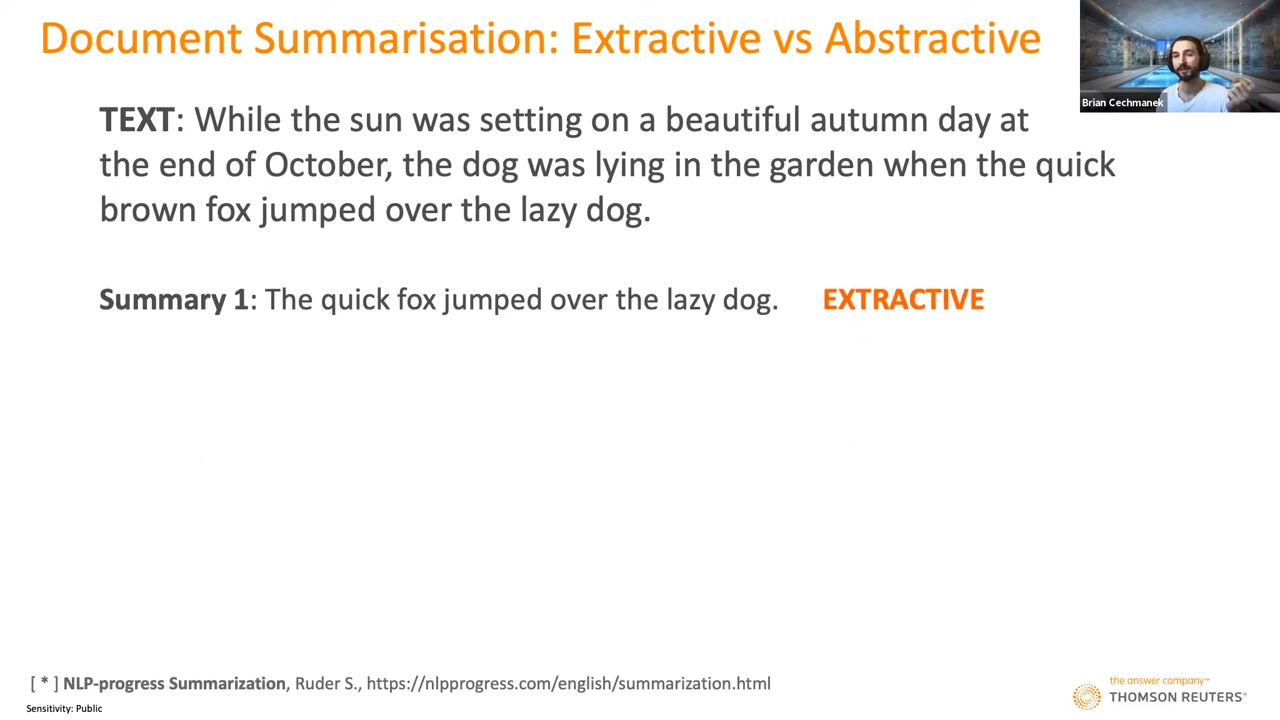 Document Summarisation: Extractive vs Abstractive
Brian Cechmanek
TEXT: While the sun was setting on a beautiful autumn day at
the end of October, the dog was lying in the garden when the quick
brown fox jumped over the lazy dog.
Summary 1: The quick fox jumped over the lazy dog. EXTRACTIVE
[ * ] NLP-progress Summarization, Ruder S., https://nlpprogress.com/english/summarization.html
Sensitivity: Public
the answer company™
THOMSON REUTERS®